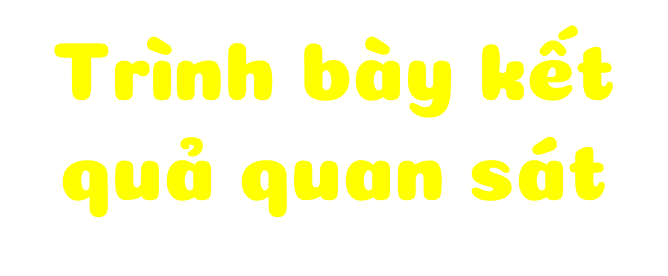 Trình bày kết
quả quan sát